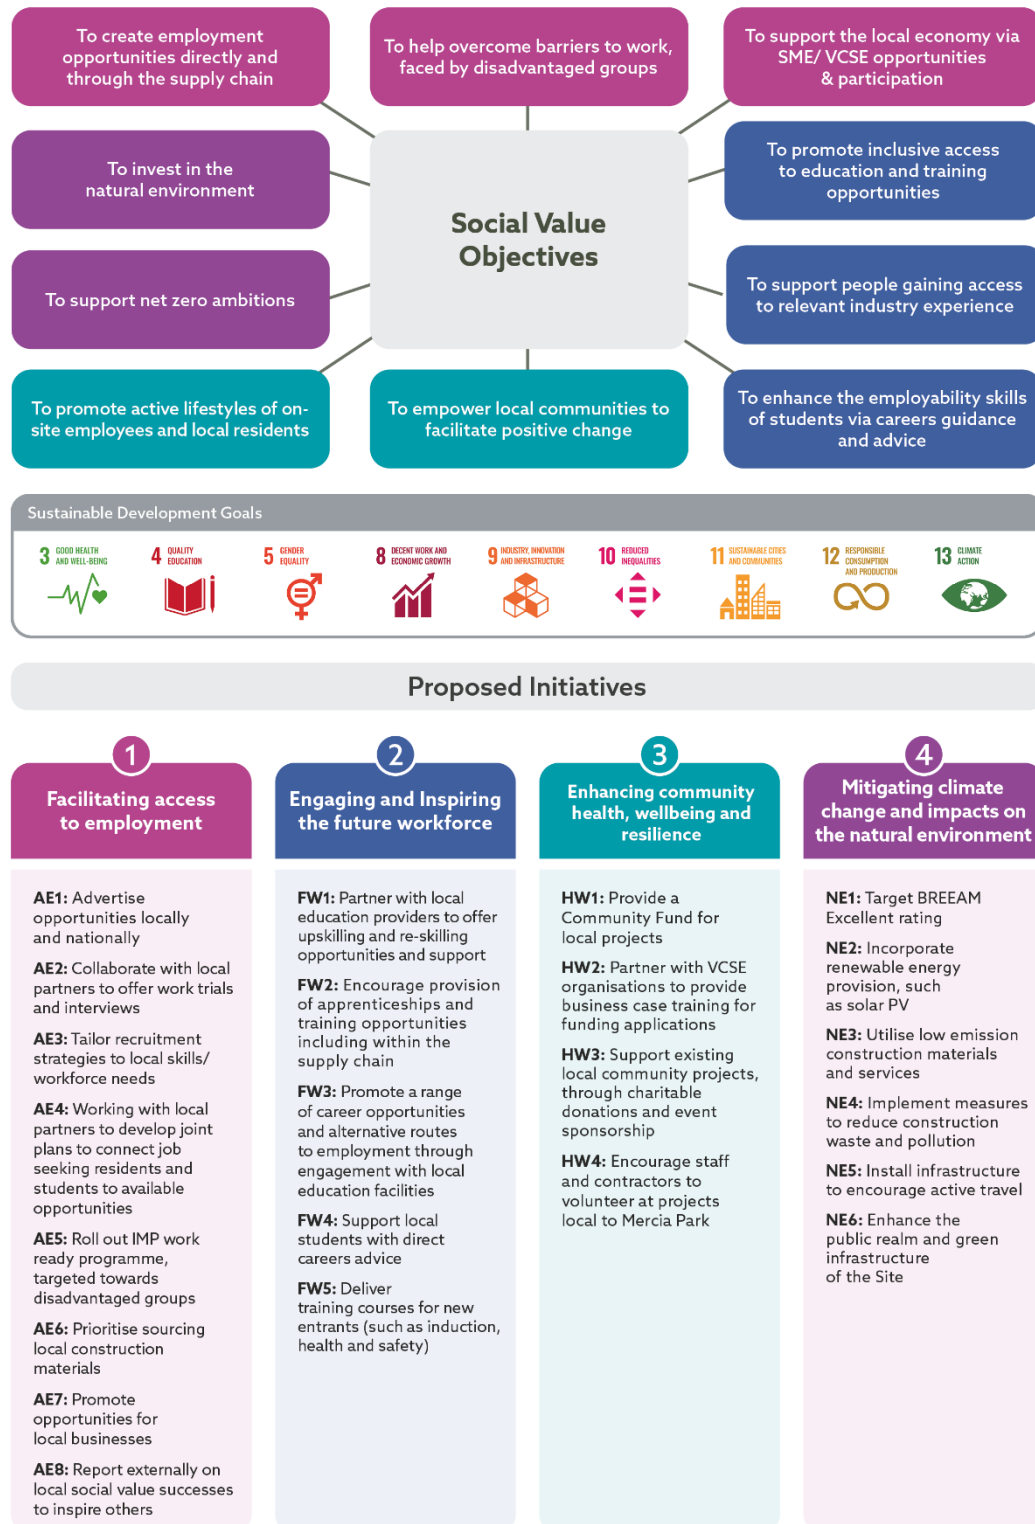 To create employment
opportunities directly and
through the supply chain
To help overcome barriers to work,
faced by disadvantaged groups
To support the local economy via
SME/ VCSE opportunities
& participation
To invest in the
natural environment
Social Value
Objectives
To promote inclusive access
to education and training
opportunities
To support net zero ambitions
To support people gaining access
to relevant industry experience
To promote active lifestyles of on-
site employees and local residents
To empower local communities to
facilitate positive change
To enhance the employability skills
of students via careers guidance
and advice
Sustainable Development Goals
3 GOOD HEALTH
AND WELL-BEING
4 QUALITY
EDUCATION
5 GENDER
EQUALITY
8 DECENT WORK AND
ECONOMIC GROWTH
9 INDUSTRY, INNOVATION
AND INFRASTRUCTURE
10 REDUCED
INEQUALITIES
11 SUSTAINABLE CITIES
AND COMMUNITIES
12 RESPONSIBLE
CONSUMPTION
AND PRODUCTION
13 CLIMATE
ACTION
Proposed Initiatives
1
Facilitating access
to employment
AE1: Advertise
opportunities locally
and nationally
AE2: Collaborate with local
partners to offer work trials
and interviews
AE3: Tailor recruitment
strategies to local skills/
workforce needs
AE4: Working with local
partners to develop joint
plans to connect job
seeking residents and
students to available
opportunities
AE5: Roll out IMP work
ready programme,
targeted towards
disadvantaged groups
AE6: Prioritise sourcing
local construction
materials
AE7: Promote
opportunities for
local businesses
AE8: Report externally on
local social value successes
to inspire others
2
Engaging and Inspiring
the future workforce
FW1: Partner with local
education providers to offer
upskilling and re-skilling
opportunities and support
FW2: Encourage provision
of apprenticeships and
training opportunities
including within the
supply chain
FW3: Promote a range
of career opportunities
and alternative routes
to employment through
engagement with local
education facilities
FW4: Support local
students with direct
careers advice
FW5: Deliver
training courses for new
entrants (such as induction,
health and safety)
3
Enhancing community
health, wellbeing and
resilience
HW1: Provide a
Community Fund for
local projects
HW2: Partner with VCSE
organisations to provide
business case training for
funding applications
HW3: Support existing
local community projects,
through charitable
donations and event
sponsorship
HW4: Encourage staff
and contractors to
volunteer at projects
local to Mercia Park
4
Mitigating climate
change and impacts on
the natural environment
NE1: Target BREEAM
Excellent rating
NE2: Incorporate
renewable energy
provision, such
as solar PV
NE3: Utilise low emission
construction materials
and services
NE4: Implement measures
to reduce construction
waste and pollution
NE5: Install infrastructure
to encourage active travel
NE6: Enhance the
public realm and green
infrastructure
of the Site